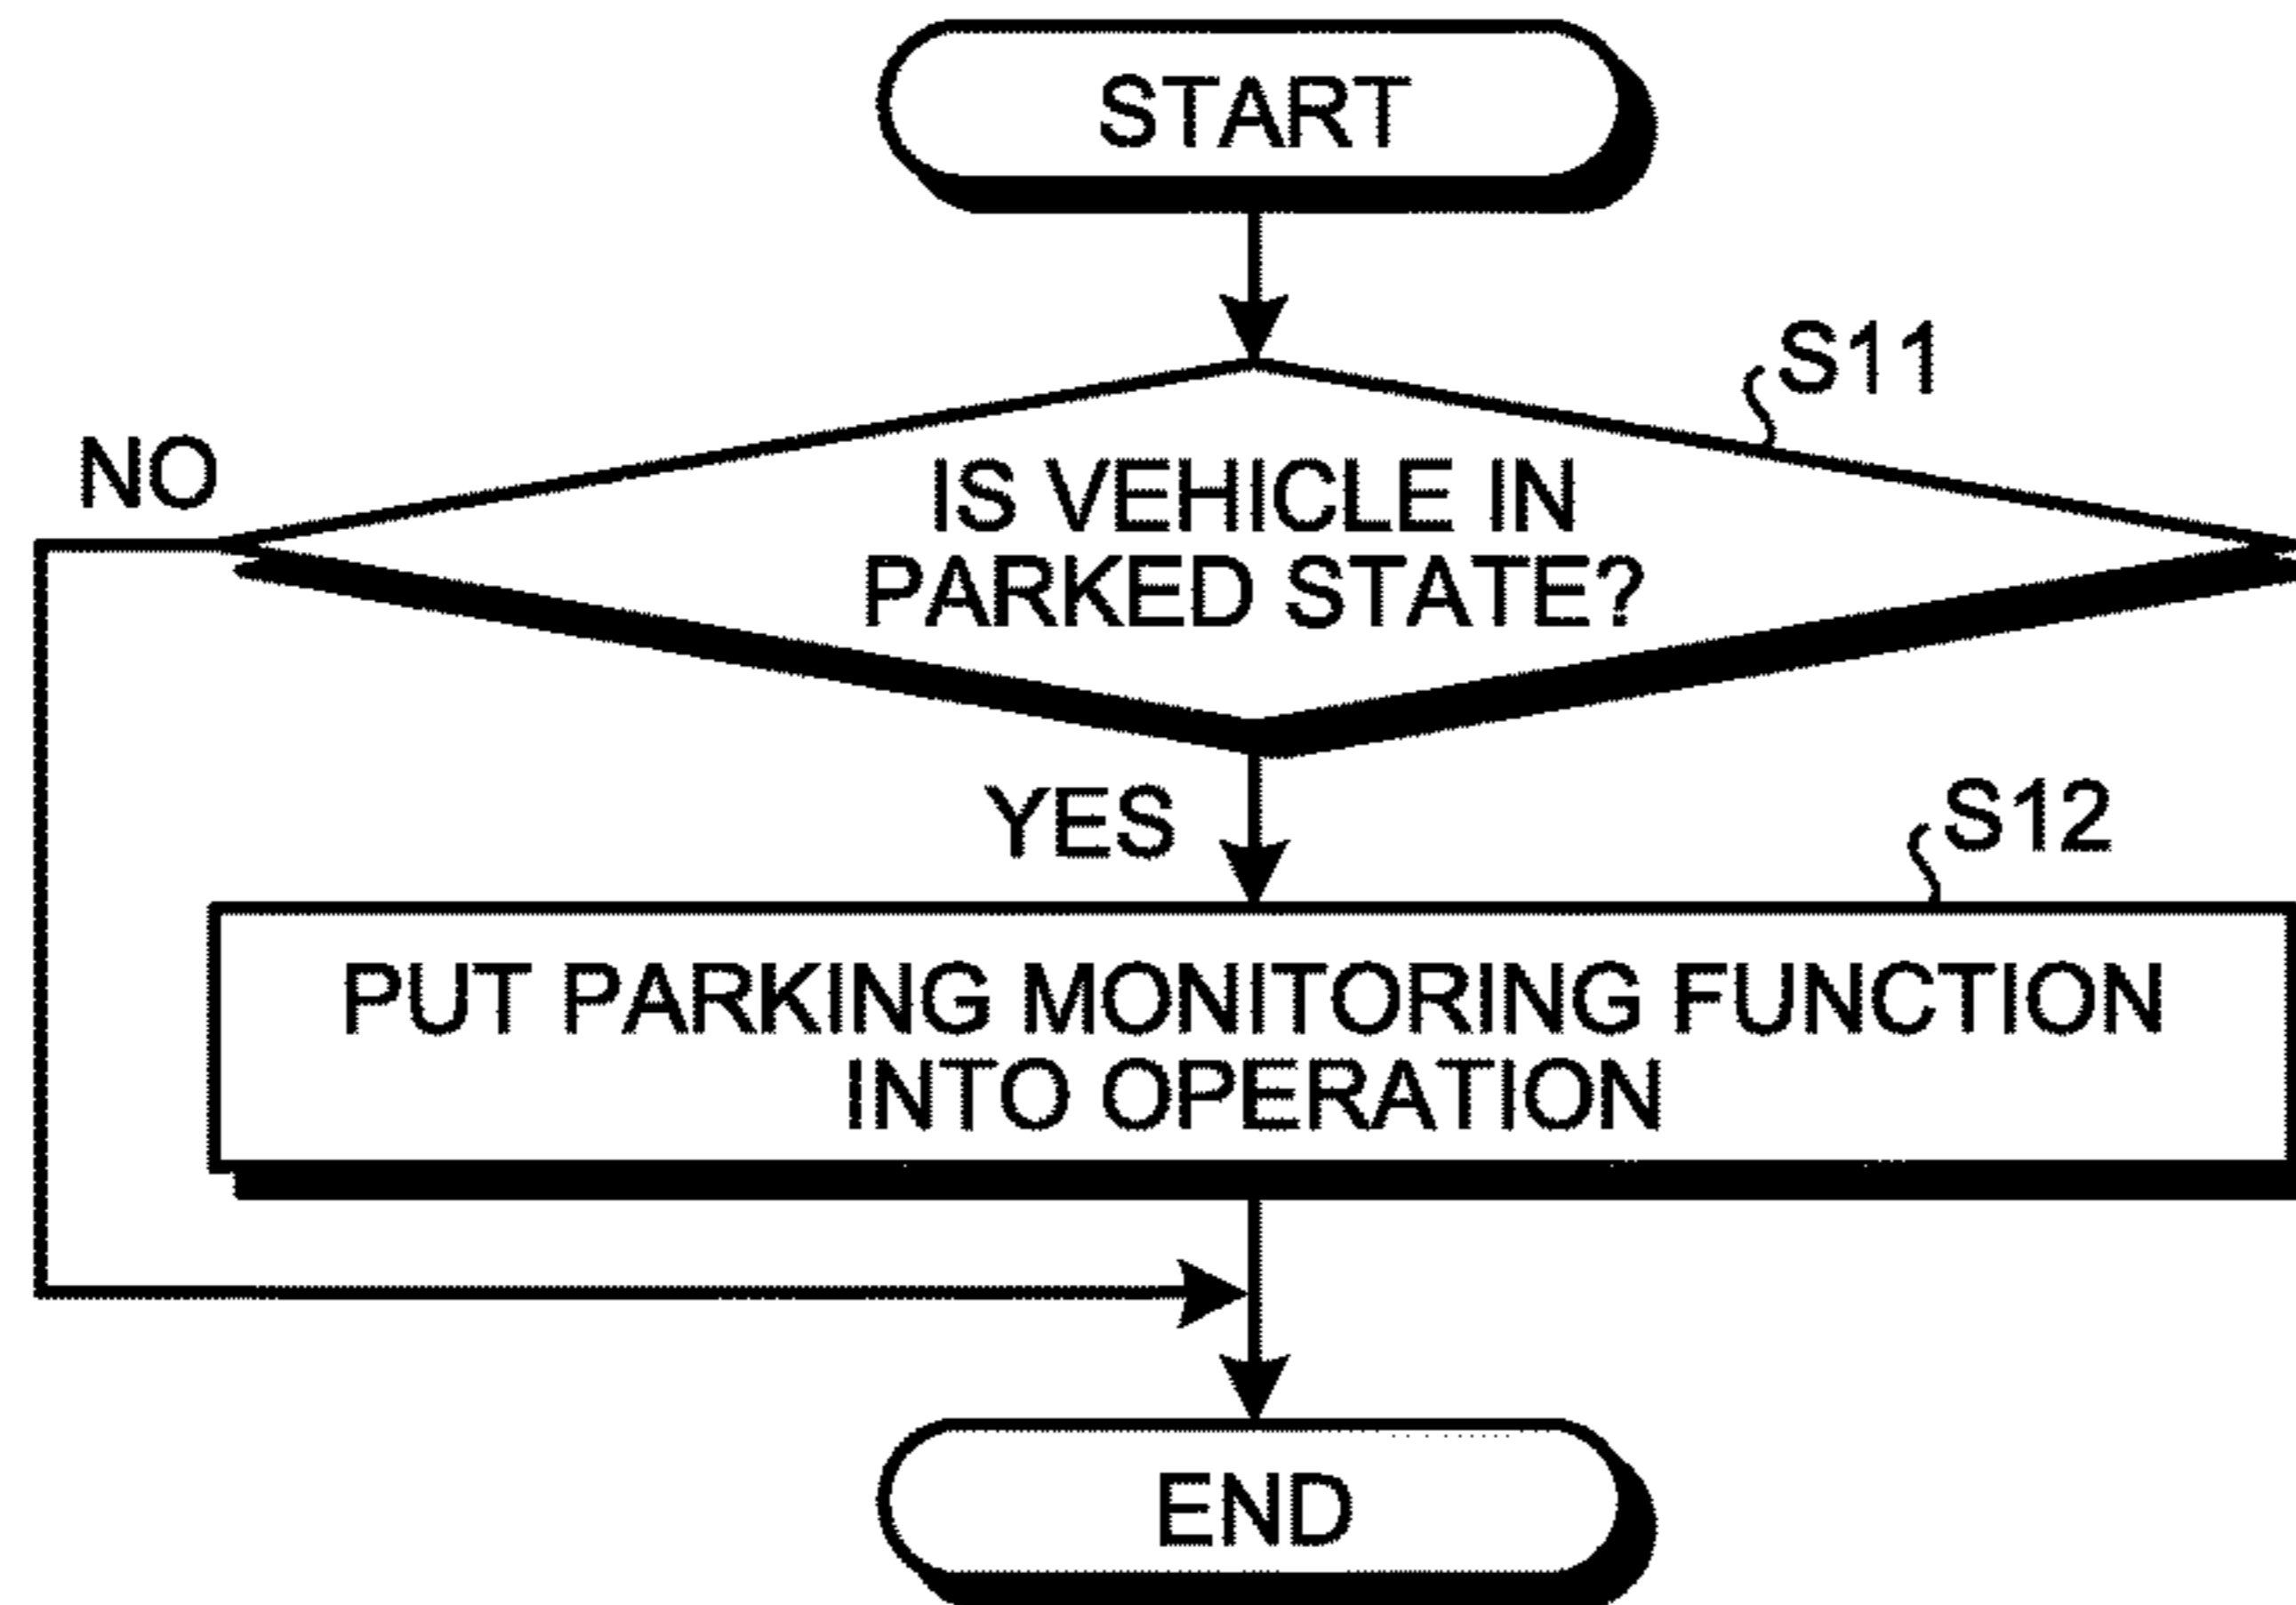 START
S11
NO
IS VEHICLE IN
PARKED STATE?
YES
S12
PUT PARKING MONITORING FUNCTION
INTO OPERATION
END